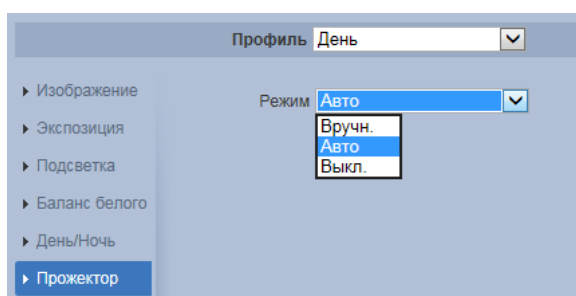 Профиль День
Изображение
Режим Авто
Вручн.
Экспозиция
Авто
Подсветка
Выкл.
Баланс белого
День/Ночь
Прожектор